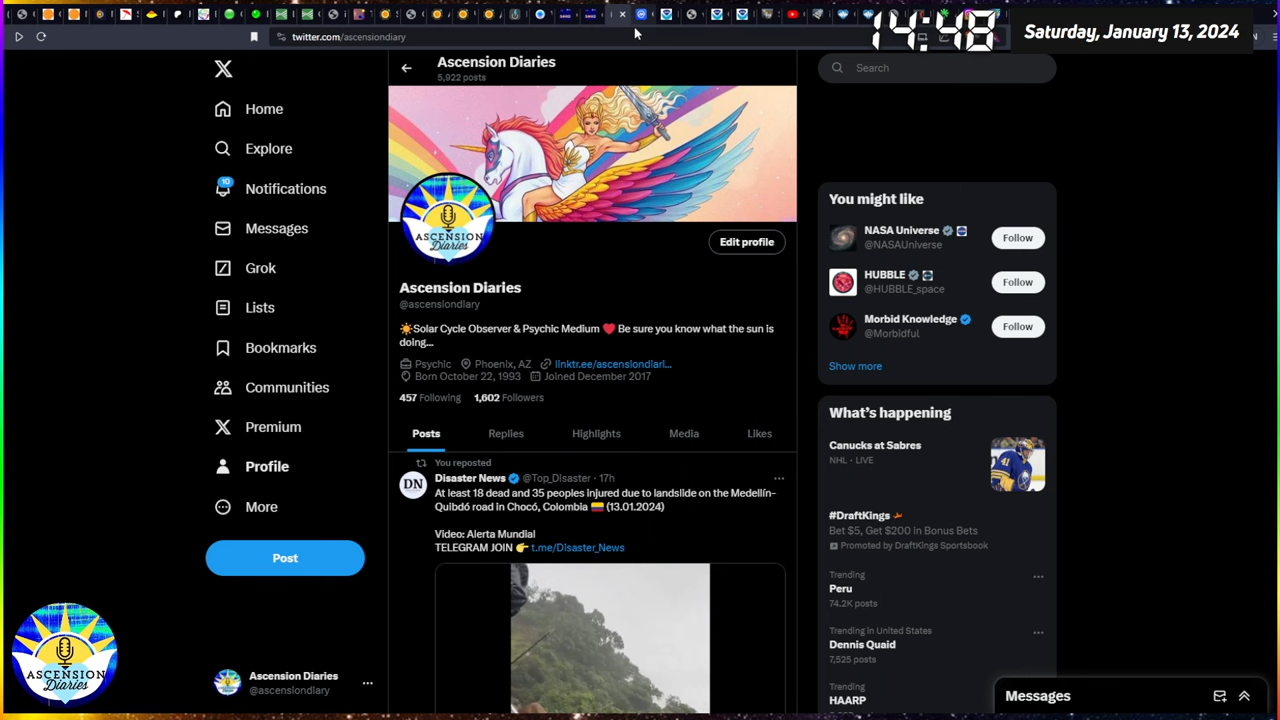 14:48
Saturday, January 13, 2024
twitter.com/ascensiondiary
Home
Explore
10
Notifications
Messages
Grok
Lists
Bookmarks
Communities
Premium
Profile
More
Post
Ascension Diaries
@ascensiondiary
ASCENSION
DIARIES
Ascension Diaries
5,922 posts
ASCENSION
DIARIES
Edit profile
Ascension Diaries
@ascensiondiary
☀️Solar Cycle Observer & Psychic Medium ❤️ Be sure you know what the sun is
doing...
Psychic Phoenix, AZ linktr.ee/ascensiondiari...
Born October 22, 1993 Joined December 2017
457 Following 1,602 Followers
Posts Replies Highlights Media Likes
You reposted
DN
Disaster News @Top_Disaster · 17h
At least 18 dead and 35 peoples injured due to landslide on the Medellín-
Quibdó road in Chocó, Colombia 🇨🇴 (13.01.2024)
Video: Alerta Mundial
TELEGRAM JOIN 👉 t.me/Disaster_News
Search
You might like
NASA Universe
@NASAUniverse
Follow
HUBBLE
@HUBBLE_space
Follow
Morbid Knowledge
@Morbidful
Follow
Show more
What's happening
Canucks at Sabres
NHL · LIVE
#DraftKings
Bet $5, Get $200 in Bonus Bets
Promoted by DraftKings Sportsbook
Trending
Peru
74.2K posts
Trending in United States
Dennis Quaid
7,525 posts
Trending
HAARP
Messages